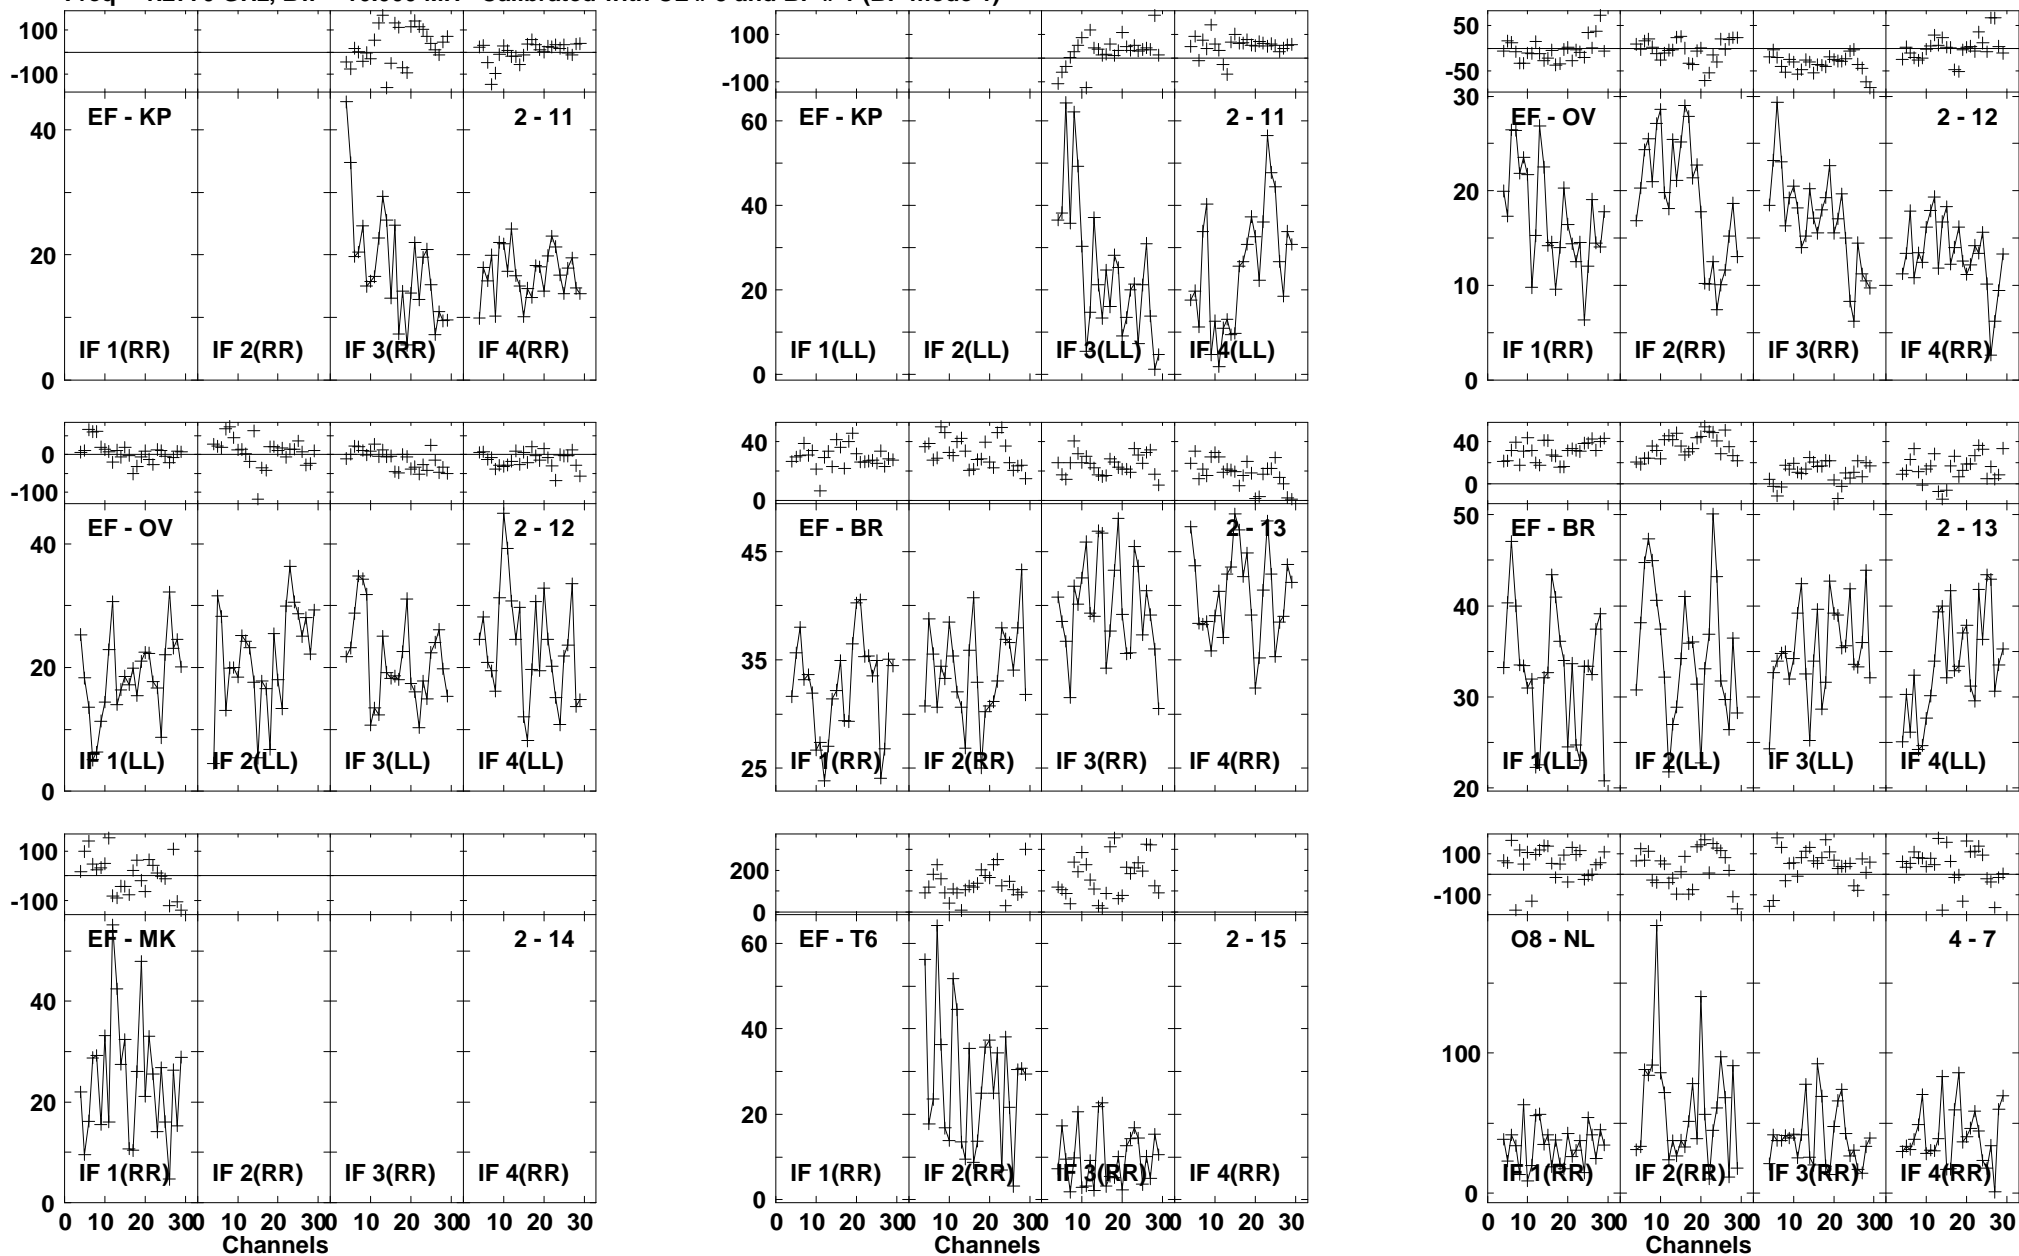 100
-100
EF - KP
2 - 11
40
20
0
IF 1(RR) IF 2(RR) IF 3(RR) IF 4(RR)
100
-100
EF - KP
2 - 11
60
40
20
0
IF 1(LL) IF 2(LL) IF 3(LL) IF 4(LL)
50
-50
EF - OV
2 - 12
30
20
10
0
IF 1(RR) IF 2(RR) IF 3(RR) IF 4(RR)
0
-100
EF - OV
2 - 12
40
20
0
IF 1(LL) IF 2(LL) IF 3(LL) IF 4(LL)
40
0
EF - BR
2 - 13
45
35
25
IF 1(RR) IF 2(RR) IF 3(RR) IF 4(RR)
40
0
EF - BR
2 - 13
50
40
30
20
IF 1(LL) IF 2(LL) IF 3(LL) IF 4(LL)
100
-100
EF - MK
2 - 14
40
20
0
IF 1(RR) IF 2(RR) IF 3(RR) IF 4(RR)
0 10 20 30 0 10 20 30 0 10 20 30 0 10 20 30
Channels
200
0
EF - T6
2 - 15
60
40
20
0
IF 1(RR) IF 2(RR) IF 3(RR) IF 4(RR)
0 10 20 30 0 10 20 30 0 10 20 30 0 10 20 30
Channels
100
-100
O8 - NL
4 - 7
100
0
IF 1(RR) IF 2(RR) IF 3(RR) IF 4(RR)
0 10 20 30 0 10 20 30 0 10 20 30 0 10 20 30
Channels